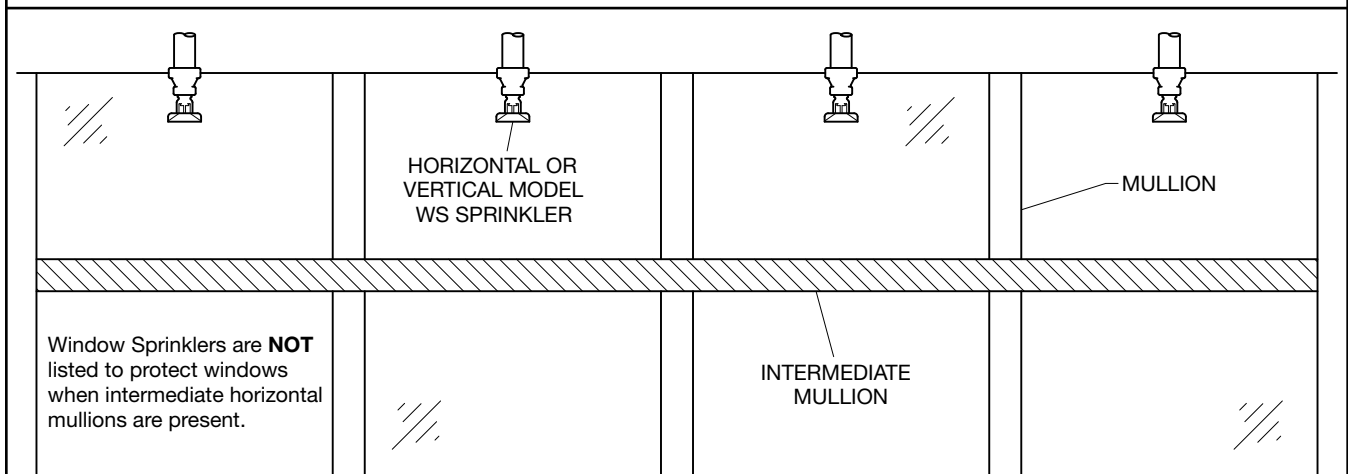 HORIZONTAL OR
VERTICAL MODEL
WS SPRINKLER
MULLION
Window Sprinklers are NOT
listed to protect windows
when intermediate horizontal
mullions are present.
INTERMEDIATE
MULLION